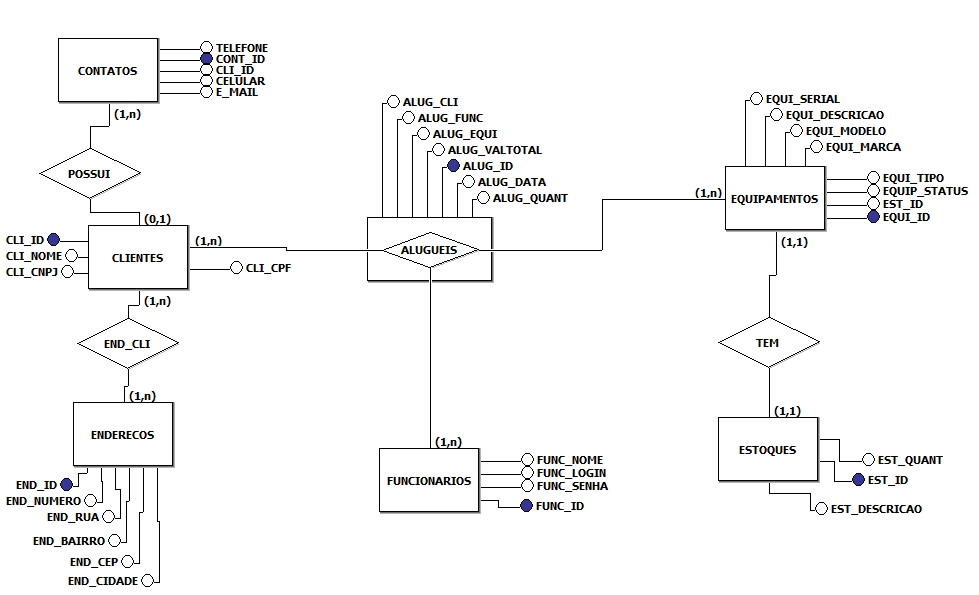 CONTATOS
TELEFONE
CONT_ID
CLI_ID
CELULAR
E_MAIL
(1,n)
POSSUI
(0,1)
CLIENTES
CLI_ID
CLI_NOME
CLI_CNPJ
(1,n)
CLI_CPF
(1,n)
END_CLI
(1,n)
ENDERECOS
END_ID
END_NUMERO
END_RUA
END_BAIRRO
END_CEP
END_CIDADE
ALUG_CLI
ALUG_FUNC
ALUG_EQUI
ALUG_VALTOTAL
ALUG_ID
ALUG_DATA
ALUG_QUANT
ALUGUEIS
(1,n)
FUNCIONARIOS
FUNC_NOME
FUNC_LOGIN
FUNC_SENHA
FUNC_ID
EQUI_SERIAL
EQUI_DESCRICAO
EQUI_MODELO
EQUI_MARCA
(1,n)
EQUIPAMENTOS
EQUI_TIPO
EQUIP_STATUS
EST_ID
EQUI_ID
(1,1)
TEM
(1,1)
ESTOQUES
EST_QUANT
EST_ID
EST_DESCRICAO